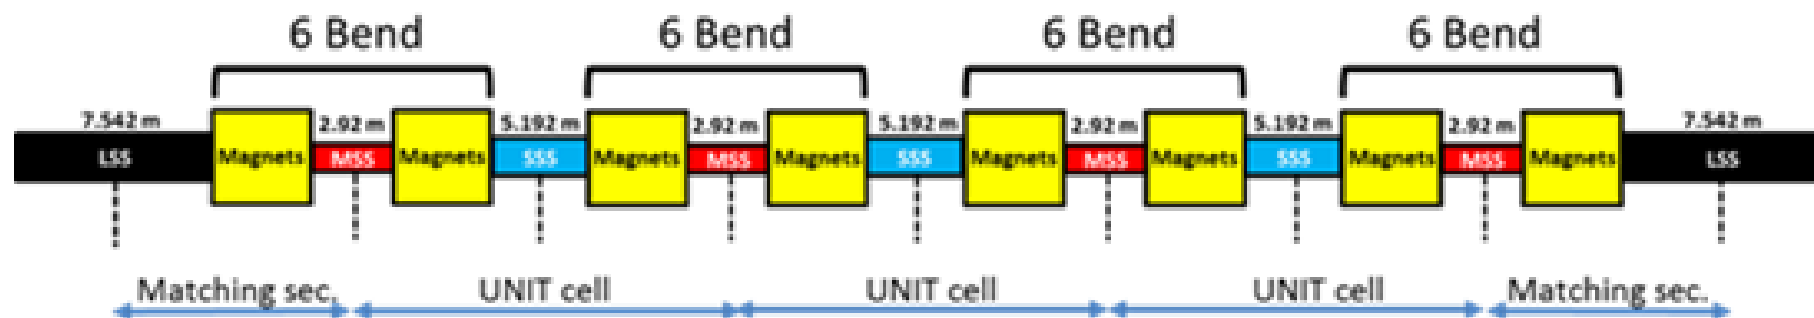 6 Bend 6 Bend 6 Bend 6 Bend
7.542 m 2.92 m 5.192 m 2.92 m 5.192 m 2.92 m 5.192 m 2.92 m 7.542 m
LSS Magnets MSS Magnets SSS Magnets MSS Magnets SSS Magnets MSS Magnets SSS Magnets MSS Magnets LSS
Matching sec. UNIT cell UNIT cell UNIT cell Matching sec.